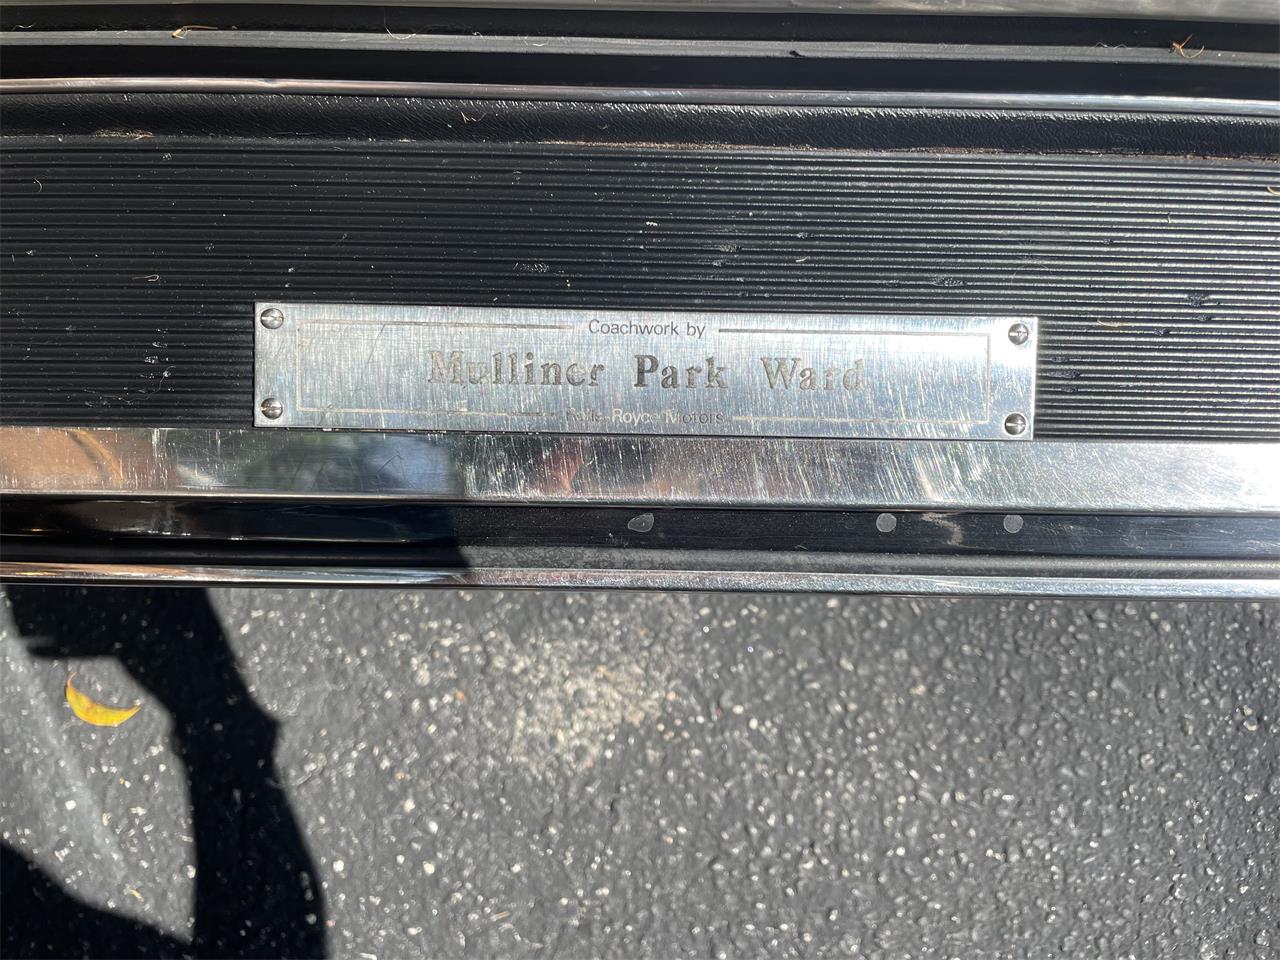 Coachwork by
Mulliner Park Ward
Rolls-Royce Motors